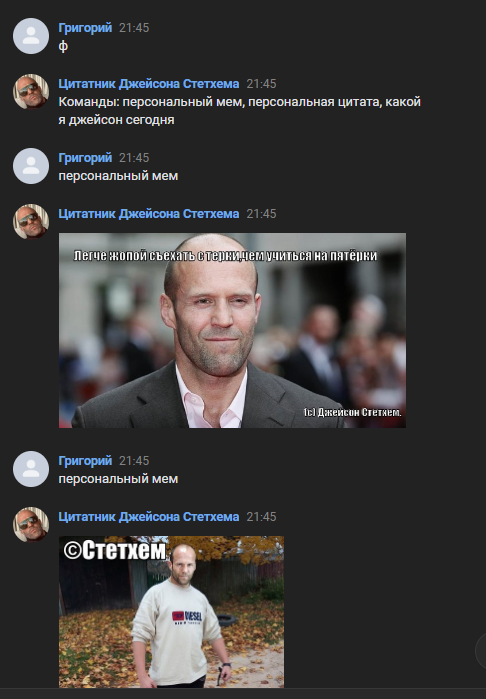 Григорий 21:45
ф
Цитатник Джейсона Стетхема 21:45
Команды: персональный мем, персональная цитата, какой
я джейсон сегодня
Григорий 21:45
персональный мем
Цитатник Джейсона Стетхема 21:45
Легче жопой съехать с терки,чем учиться на пятёрки
(с) Джейсон Стетхем.
Григорий 21:45
персональный мем
Цитатник Джейсона Стетхема 21:45
©Стетхем
DIESEL